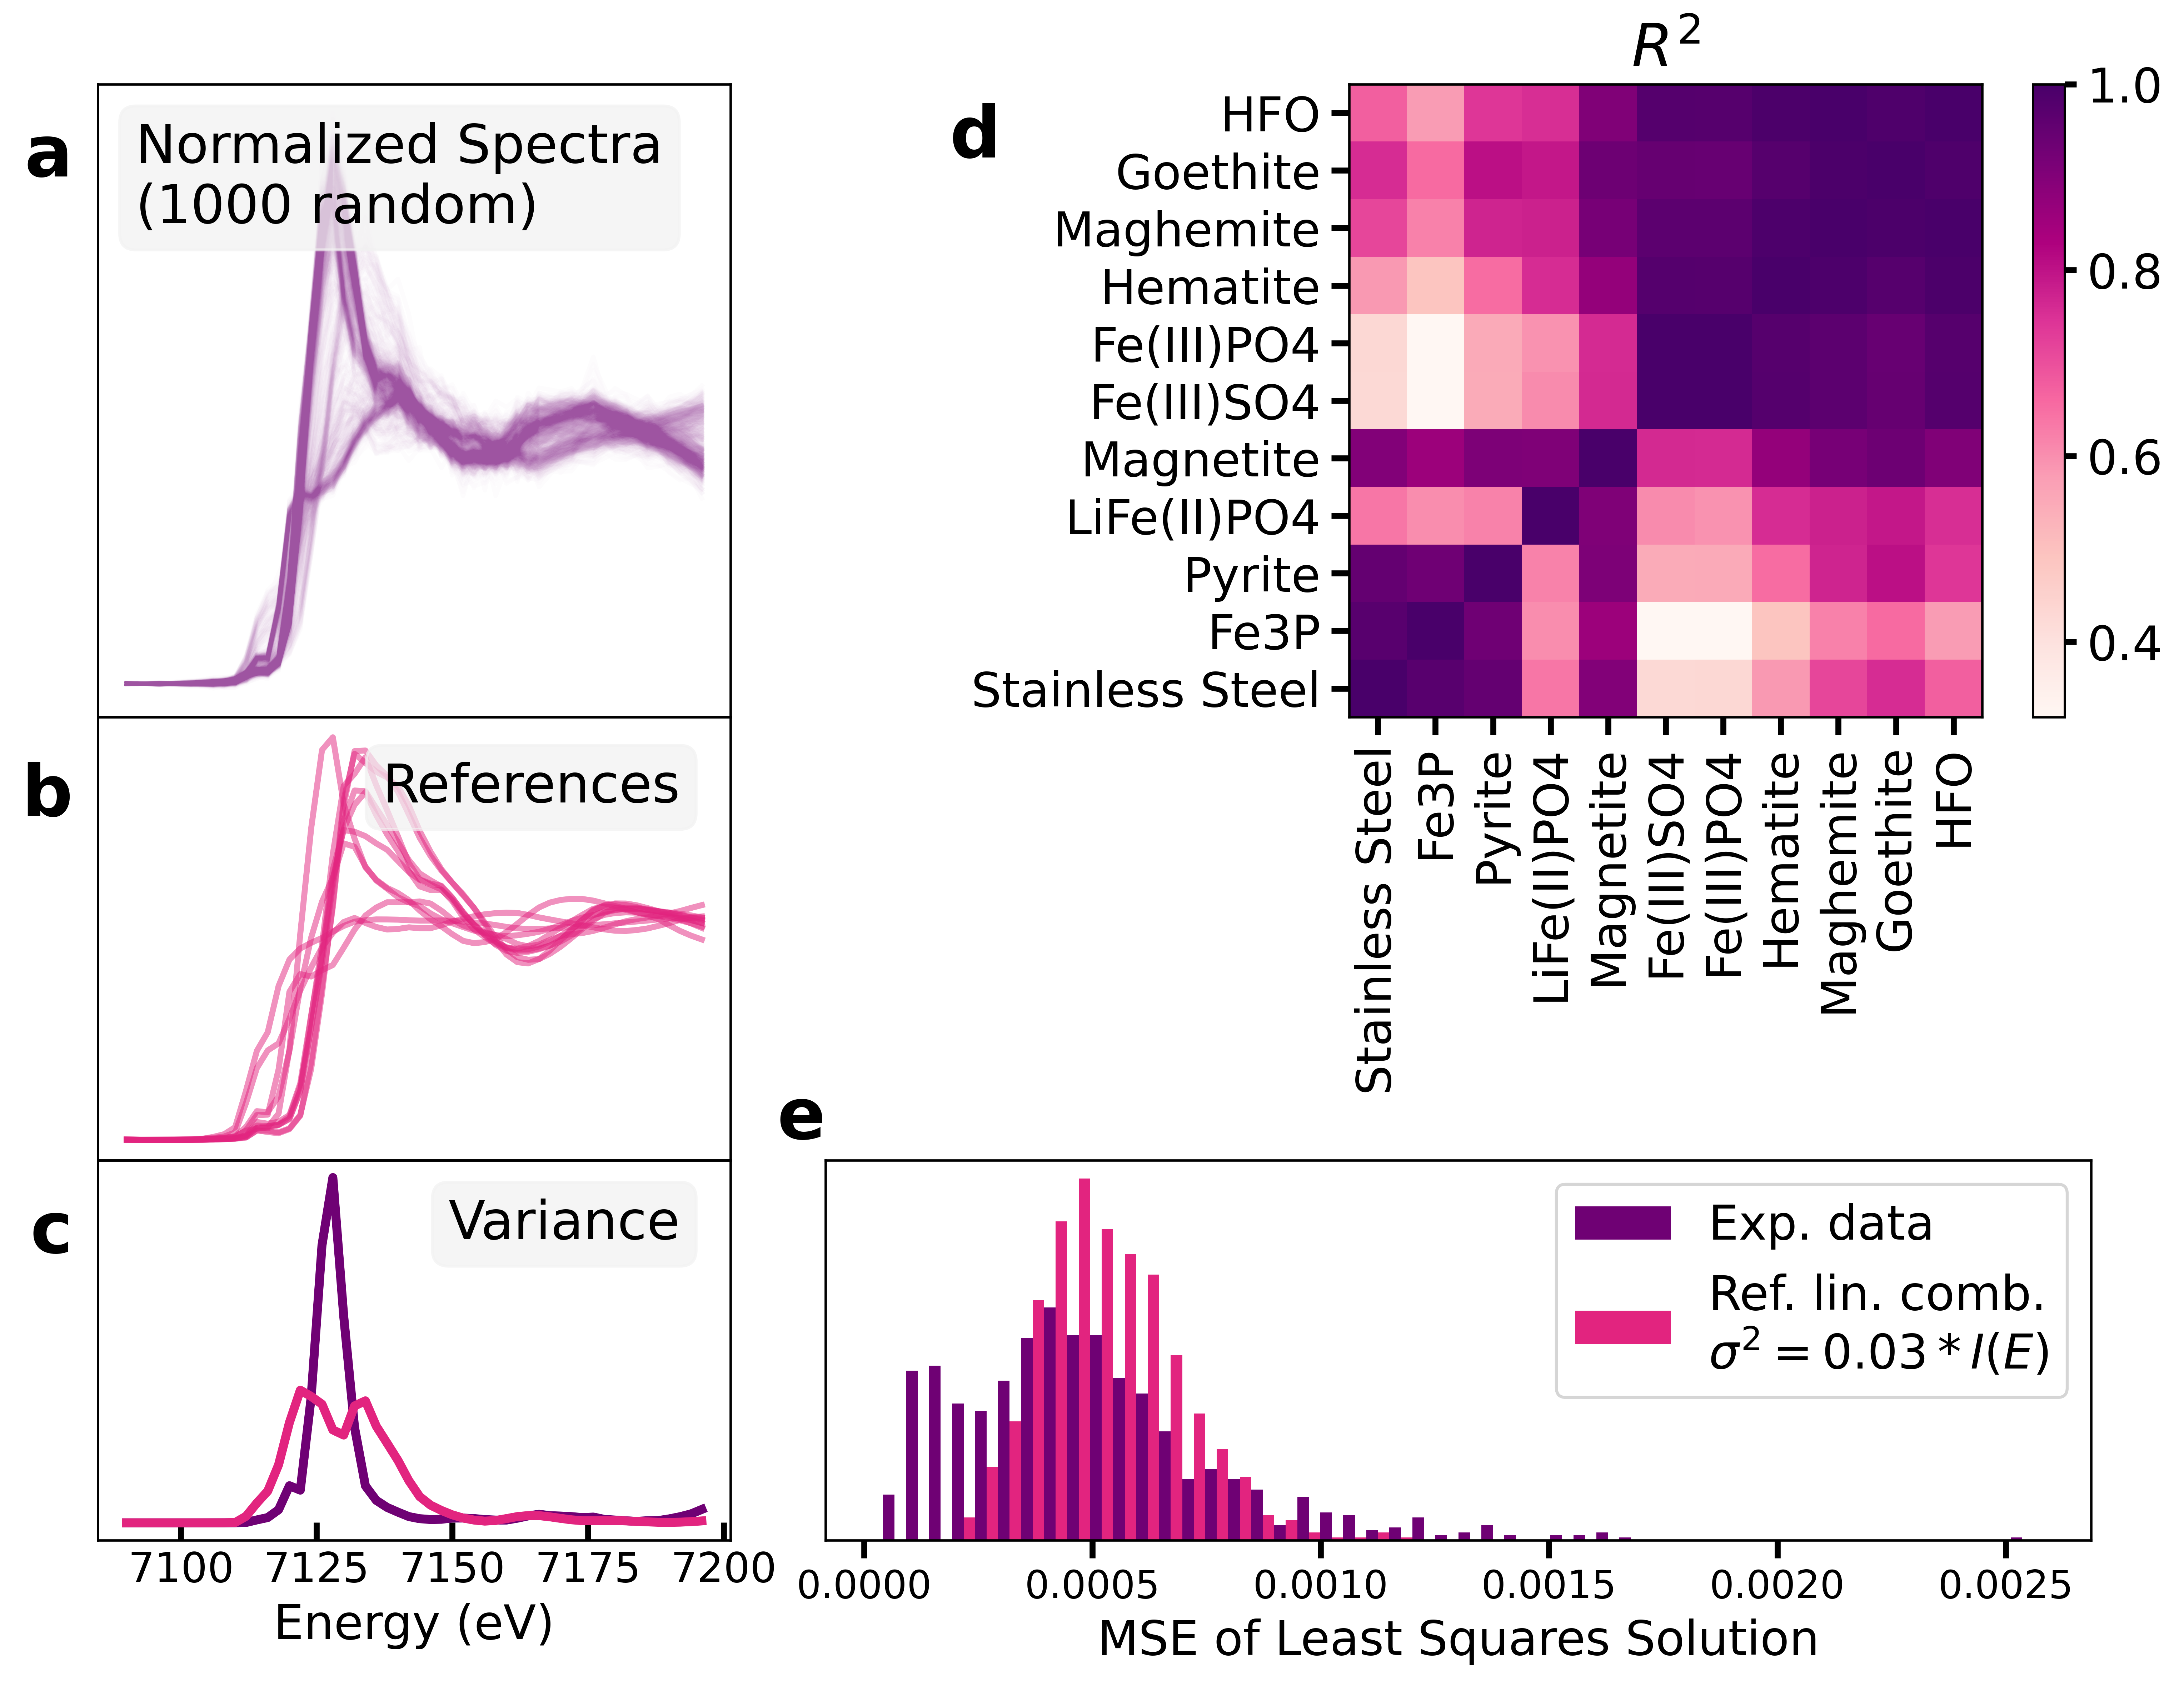 a
Normalized Spectra
(1000 random)
b
References
c
Variance
7100 7125 7150 7175 7200
Energy (eV)
d
R²
HFO
Goethite
Maghemite
Hematite
Fe(III)PO4
Fe(III)SO4
Magnetite
LiFe(II)PO4
Pyrite
Fe3P
Stainless Steel
Stainless Steel
Fe3P
Pyrite
LiFe(II)PO4
Magnetite
Fe(III)SO4
Fe(III)PO4
Hematite
Maghemite
Goethite
HFO
1.0
0.8
0.6
0.4
e
Exp. data
Ref. lin. comb.
σ² = 0.03 * I(E)
0.0000 0.0005 0.0010 0.0015 0.0020 0.0025
MSE of Least Squares Solution